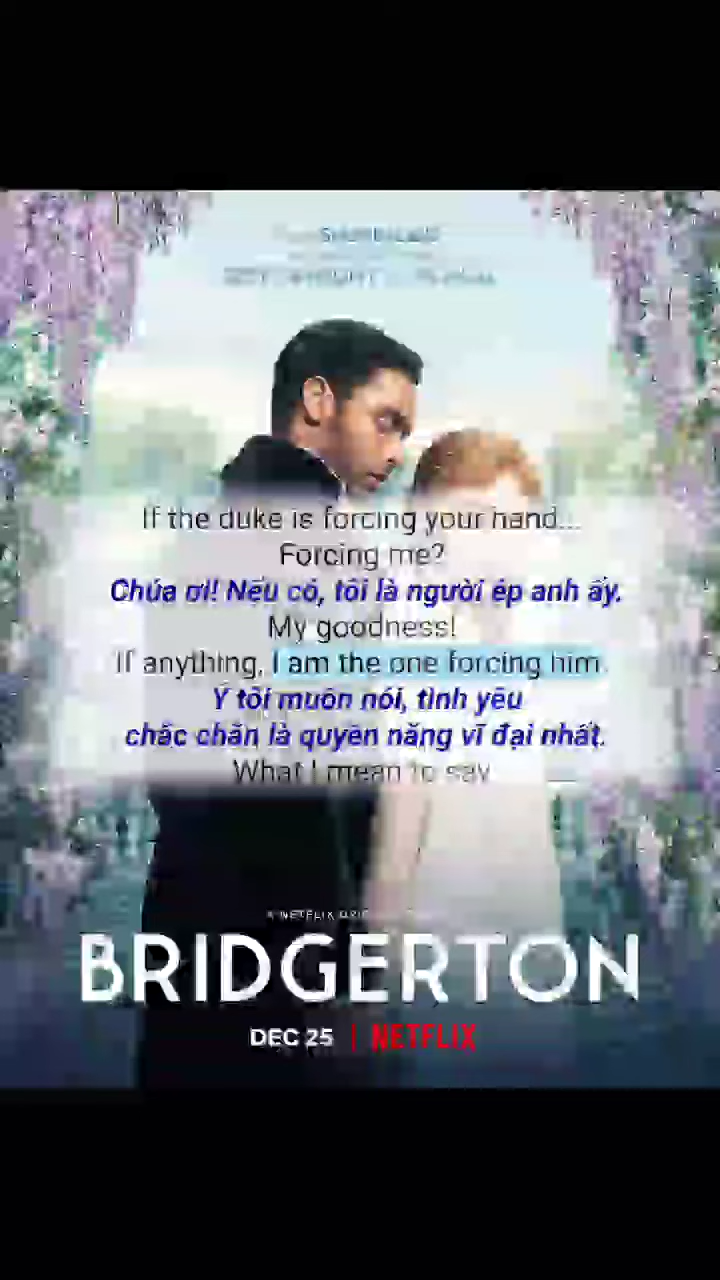 If the duke is forcing your hand...
Forcing me?
Chúa ơi! Nếu có, tôi là người ép anh ấy.
My goodness!
If anything, I am the one forcing him.
Ý tôi muốn nói, tình yêu
chắc chắn là quyền năng vĩ đại nhất.
What I mean to say
A NETFLIX
BRIDGERTON
DEC 25 | NETFLIX